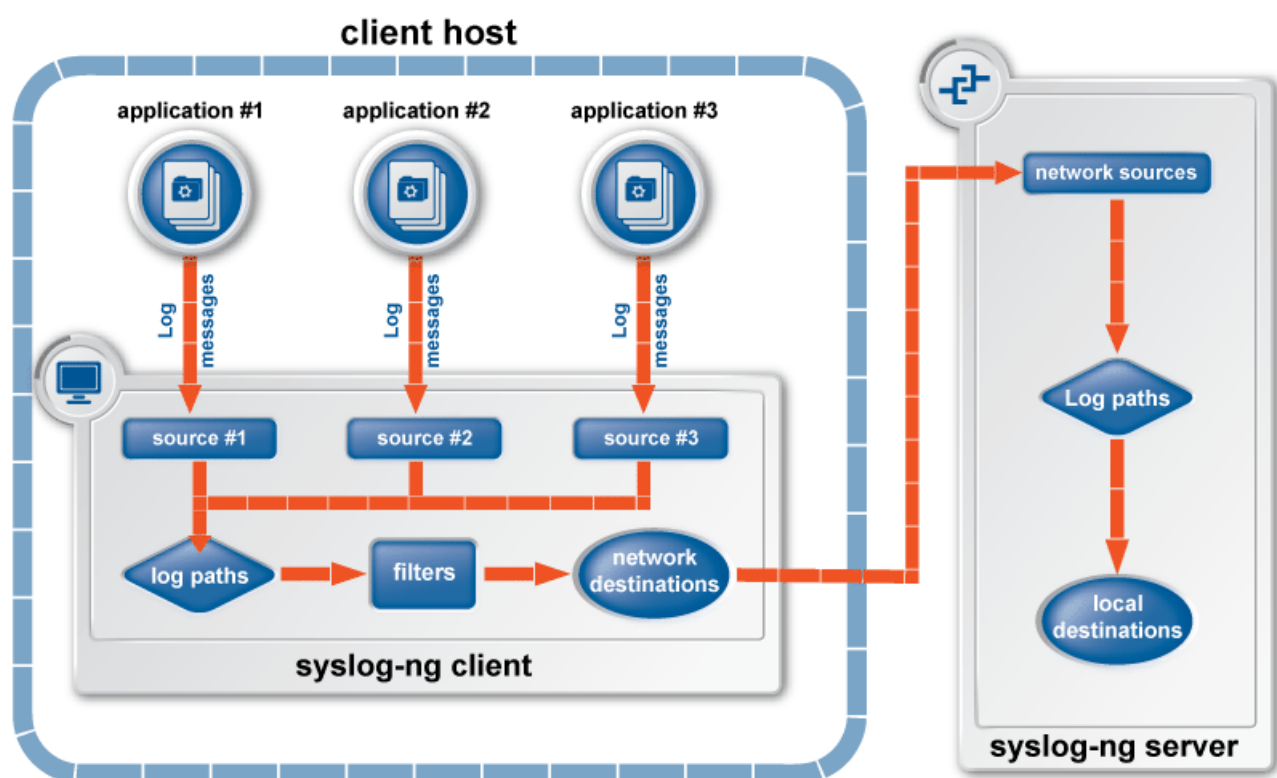 client host
application #1
application #2
application #3
Log
messages
Log
messages
Log
messages
source #1
source #2
source #3
log paths
filters
network
destinations
syslog-ng client
network sources
Log paths
local
destinations
syslog-ng server